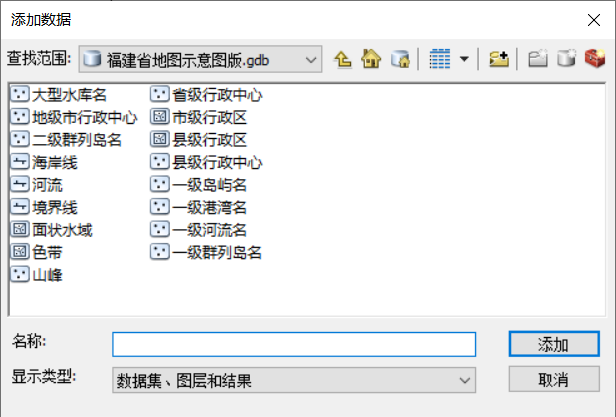 添加数据
查找范围: 福建省地图示意图版.gdb
大型水库名
地级市行政中心
二级群列岛名
海岸线
河流
境界线
面状水域
色带
山峰
省级行政中心
市级行政区
县级行政区
县级行政中心
一级岛屿名
一级港湾名
一级河流名
一级群列岛名
名称:
添加
显示类型: 数据集、图层和结果
取消